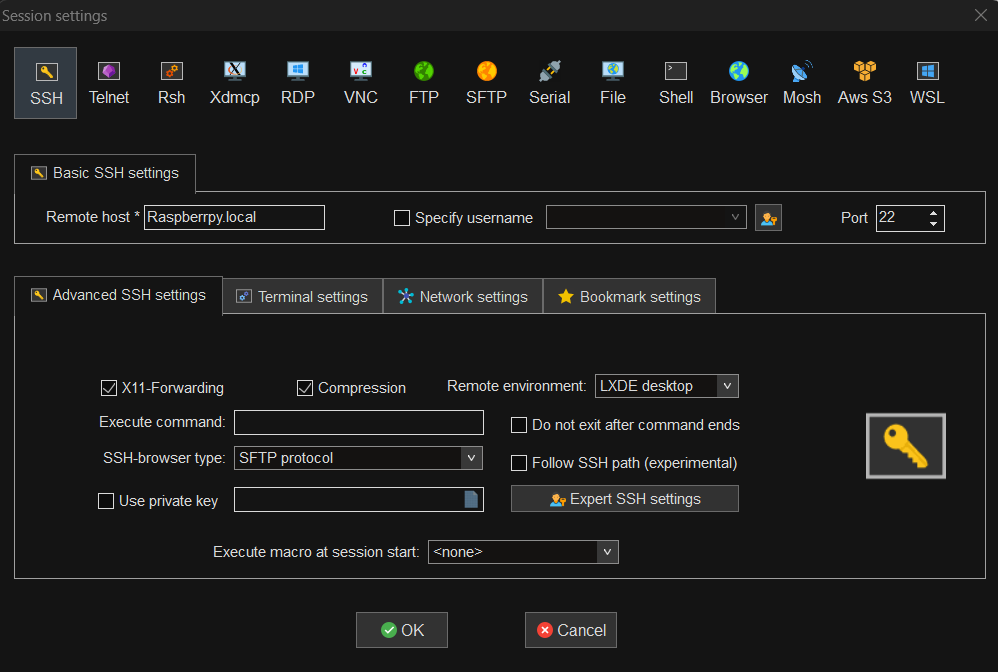 Session settings
SSH Telnet Rsh Xdmcp RDP VNC FTP SFTP Serial File Shell Browser Mosh Aws S3 WSL
Basic SSH settings
Remote host * Raspberrpy.local Specify username Port 22
Advanced SSH settings Terminal settings Network settings Bookmark settings
X11-Forwarding Compression Remote environment: LXDE desktop
Execute command: Do not exit after command ends
SSH-browser type: SFTP protocol Follow SSH path (experimental)
Use private key Expert SSH settings
Execute macro at session start: <none>
OK Cancel